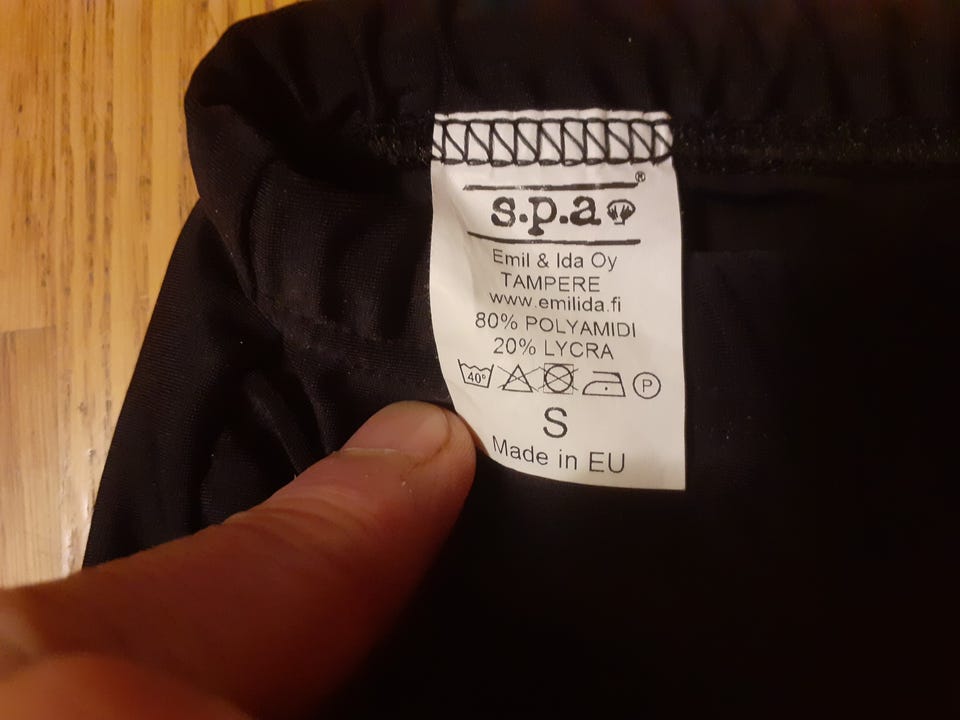 s.p.a ®
Emil & Ida Oy
TAMPERE
www.emilida.fi
80% POLYAMIDI
20% LYCRA
40° P
S
Made in EU